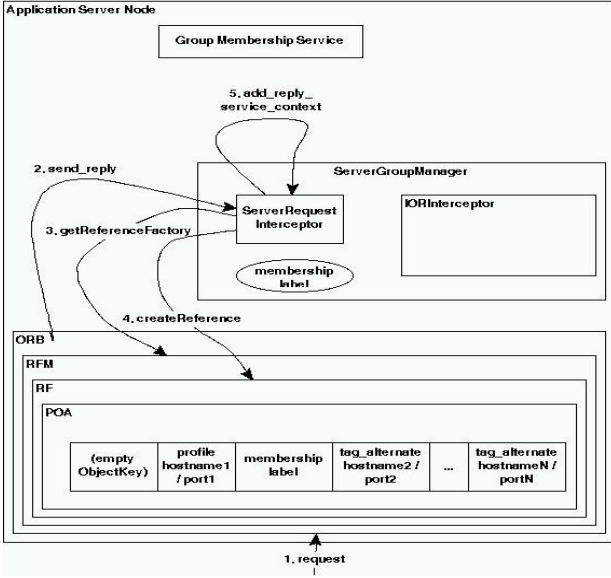 Application Server Node
Group Membership Service
5. add_reply_
service_context
2. send_reply
ServerGroupManager
ServerRequest
Interceptor
IORInterceptor
3. getReferenceFactory
membership
label
4. createReference
ORB
RFM
RF
POA
(empty
ObjectKey)
profile
hostname1
/ port1
membership
label
tag_alternate
hostname2 /
port2
...
tag_alternate
hostnameN /
portN
1. request